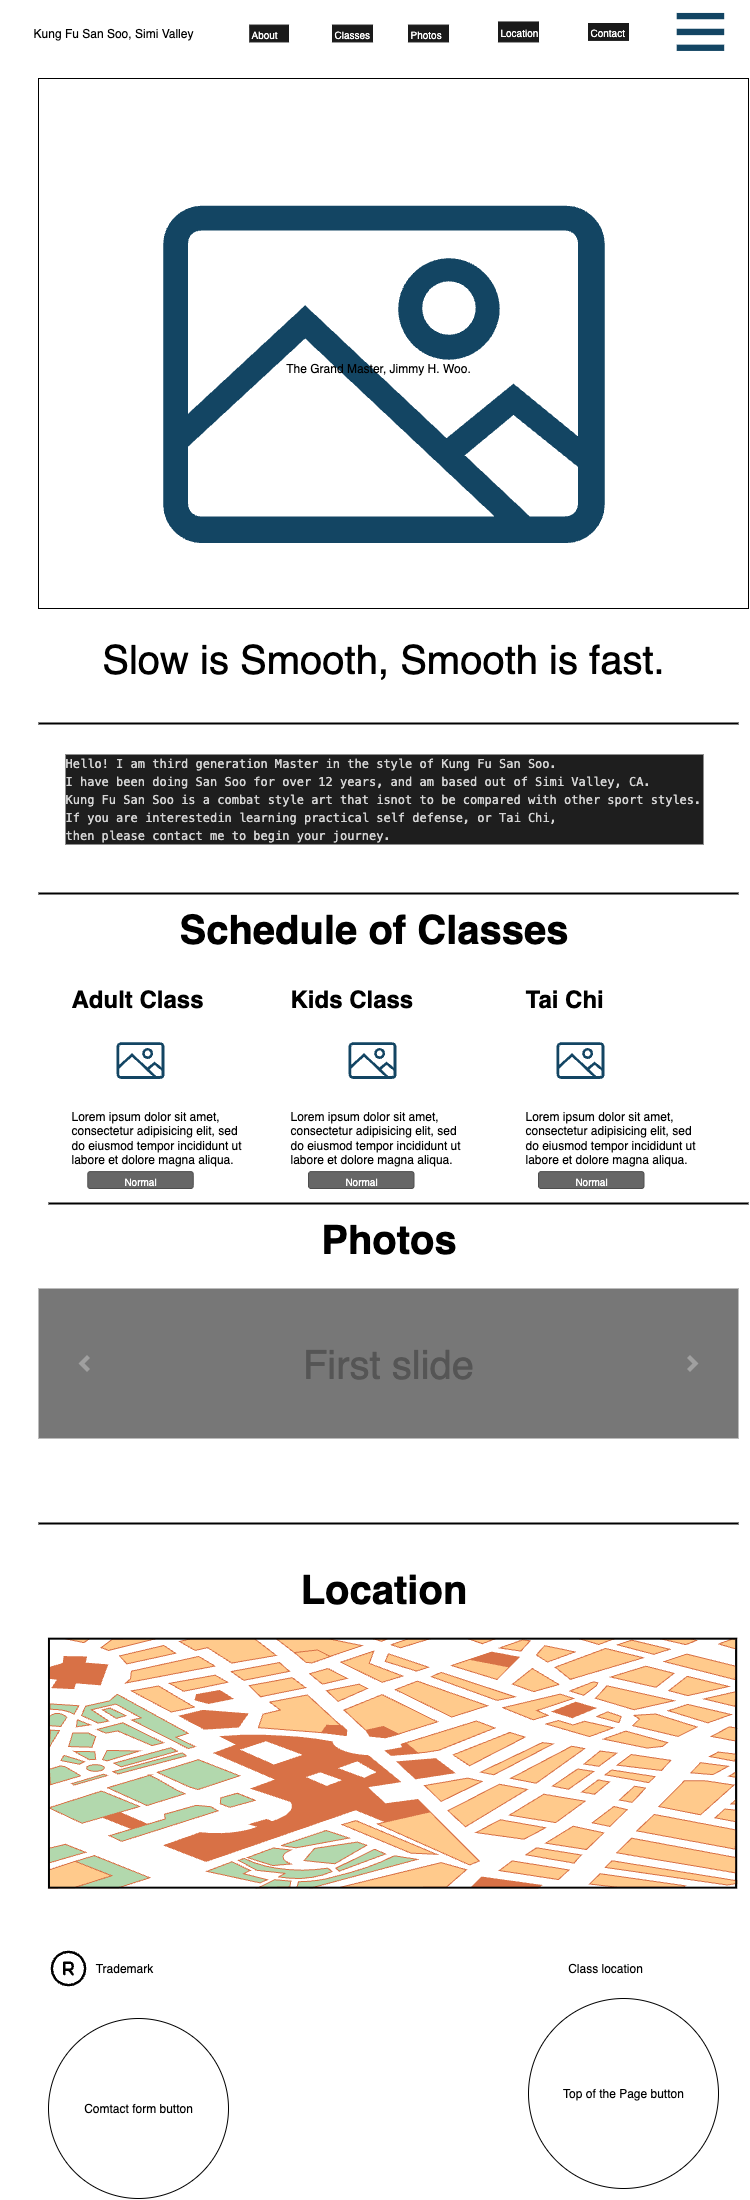 Kung Fu San Soo, Simi Valley
About
Classes
Photos
Location
Contact
The Grand Master, Jimmy H. Woo.
Slow is Smooth, Smooth is fast.
Hello! I am third generation Master in the style of Kung Fu San Soo.
I have been doing San Soo for over 12 years, and am based out of Simi Valley, CA.
Kung Fu San Soo is a combat style art that isnot to be compared with other sport styles.
If you are interestedin learning practical self defense, or Tai Chi,
then please contact me to begin your journey.
Schedule of Classes
Adult Class
Lorem ipsum dolor sit amet,
consectetur adipisicing elit, sed
do eiusmod tempor incididunt ut
labore et dolore magna aliqua.
Normal
Kids Class
Lorem ipsum dolor sit amet,
consectetur adipisicing elit, sed
do eiusmod tempor incididunt ut
labore et dolore magna aliqua.
Normal
Tai Chi
Lorem ipsum dolor sit amet,
consectetur adipisicing elit, sed
do eiusmod tempor incididunt ut
labore et dolore magna aliqua.
Normal
Photos
First slide
Location
R Trademark
Class location
Comtact form button
Top of the Page button